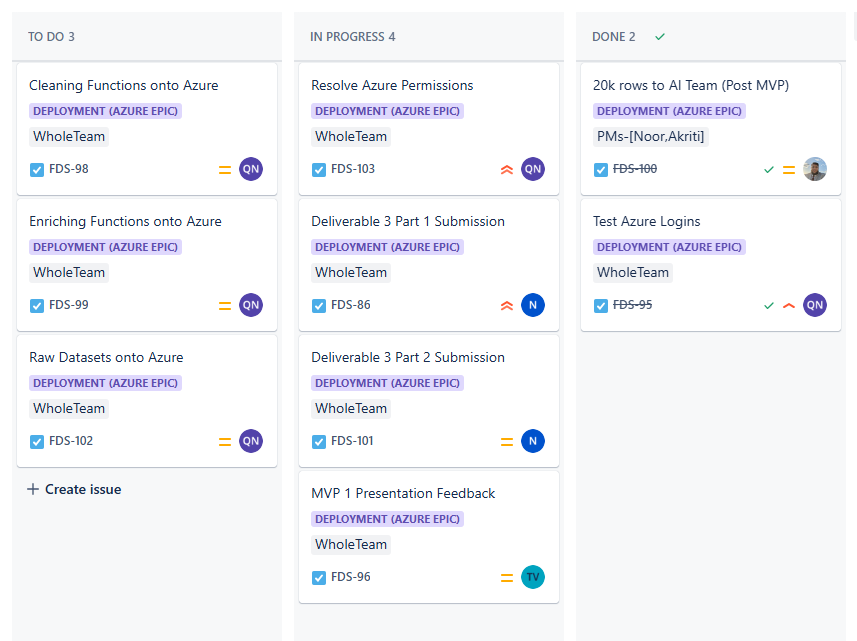 TO DO 3
Cleaning Functions onto Azure
DEPLOYMENT (AZURE EPIC)
WholeTeam
FDS-98
QN
Enriching Functions onto Azure
DEPLOYMENT (AZURE EPIC)
WholeTeam
FDS-99
QN
Raw Datasets onto Azure
DEPLOYMENT (AZURE EPIC)
WholeTeam
FDS-102
QN
+ Create issue
IN PROGRESS 4
Resolve Azure Permissions
DEPLOYMENT (AZURE EPIC)
WholeTeam
FDS-103
QN
Deliverable 3 Part 1 Submission
DEPLOYMENT (AZURE EPIC)
WholeTeam
FDS-86
N
Deliverable 3 Part 2 Submission
DEPLOYMENT (AZURE EPIC)
WholeTeam
FDS-101
N
MVP 1 Presentation Feedback
DEPLOYMENT (AZURE EPIC)
WholeTeam
FDS-96
TV
DONE 2
20k rows to AI Team (Post MVP)
DEPLOYMENT (AZURE EPIC)
PMs-[Noor,Akriti]
FDS-100
Test Azure Logins
DEPLOYMENT (AZURE EPIC)
WholeTeam
FDS-95
QN